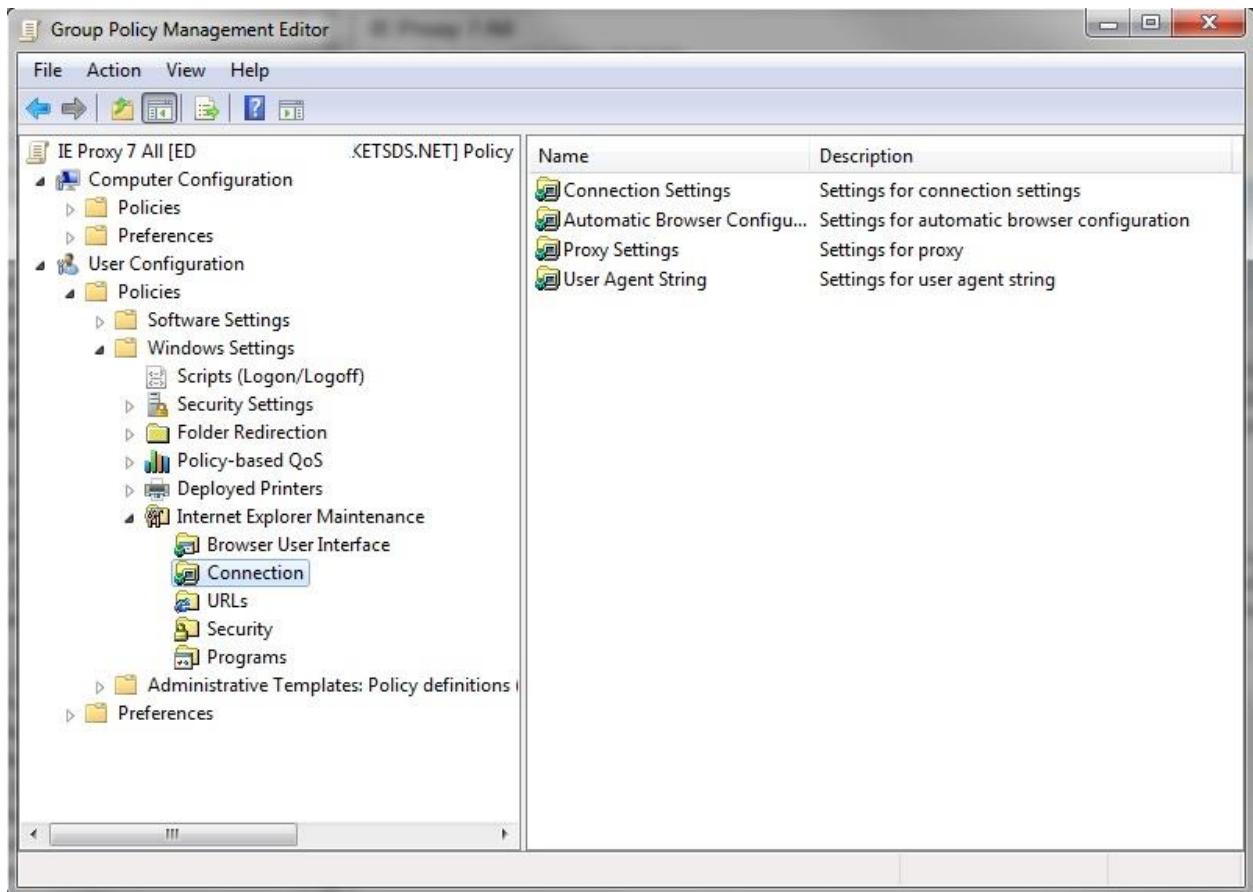 Group Policy Management Editor
File Action View Help
IE Proxy 7 All [ED .KETSDS.NET] Policy
Computer Configuration
Policies
Preferences
User Configuration
Policies
Software Settings
Windows Settings
Scripts (Logon/Logoff)
Security Settings
Folder Redirection
Policy-based QoS
Deployed Printers
Internet Explorer Maintenance
Browser User Interface
Connection
URLs
Security
Programs
Administrative Templates: Policy definitions (
Preferences
Name Description
Connection Settings Settings for connection settings
Automatic Browser Configu... Settings for automatic browser configuration
Proxy Settings Settings for proxy
User Agent String Settings for user agent string